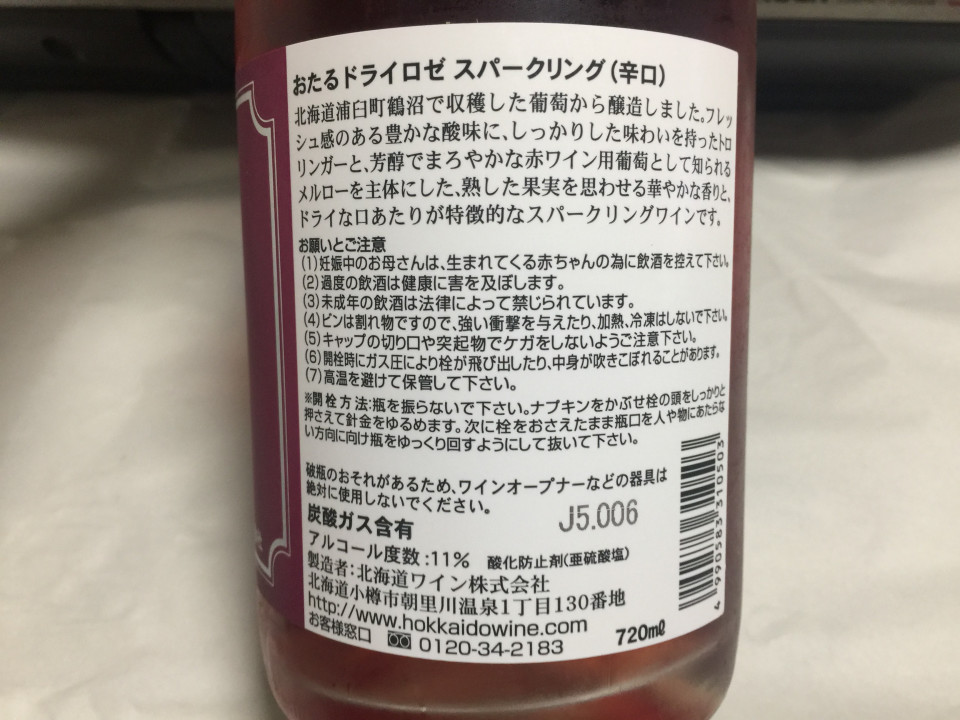 おたるドライロゼ スパークリング(辛口)
北海道浦臼町鶴沼で収穫した葡萄から醸造しました。フレッ
シュ感のある豊かな酸味に、しっかりした味わいを持ったトロ
リンガーと、芳醇でまろやかな赤ワイン用葡萄として知られる
メルローを主体にした、熟した果実を思わせる華やかな香りと、
ドライな口あたりが特徴的なスパークリングワインです。
お願いとご注意
(1)妊娠中のお母さんは、生まれてくる赤ちゃんの為に飲酒を控えて下さい。
(2)過度の飲酒は健康に害を及ぼします。
(3)未成年の飲酒は法律によって禁じられています。
(4)ビンは割れ物ですので、強い衝撃を与えたり、加熱、冷凍はしないで下さい。
(5)キャップの切り口や突起物でケガをしないようご注意下さい。
(6)開栓時にガス圧により栓が飛び出したり、中身が吹きこぼれることがあります。
(7)高温を避けて保管して下さい。
※開栓方法:瓶を振らないで下さい。ナプキンをかぶせ栓の頭をしっかりと
押さえて針金をゆるめます。次に栓をおさえたまま瓶口を人や物にあたらな
い方向に向け瓶をゆっくり回すようにして抜いて下さい。
破瓶のおそれがあるため、ワインオープナーなどの器具は
絶対に使用しないでください。
J5.006
炭酸ガス含有
アルコール度数:11% 酸化防止剤(亜硫酸塩)
製造者:北海道ワイン株式会社
北海道小樽市朝里川温泉1丁目130番地
http://www.hokkaidowine.com
お客様窓口 0120-34-2183
720mℓ
4 990583 310503